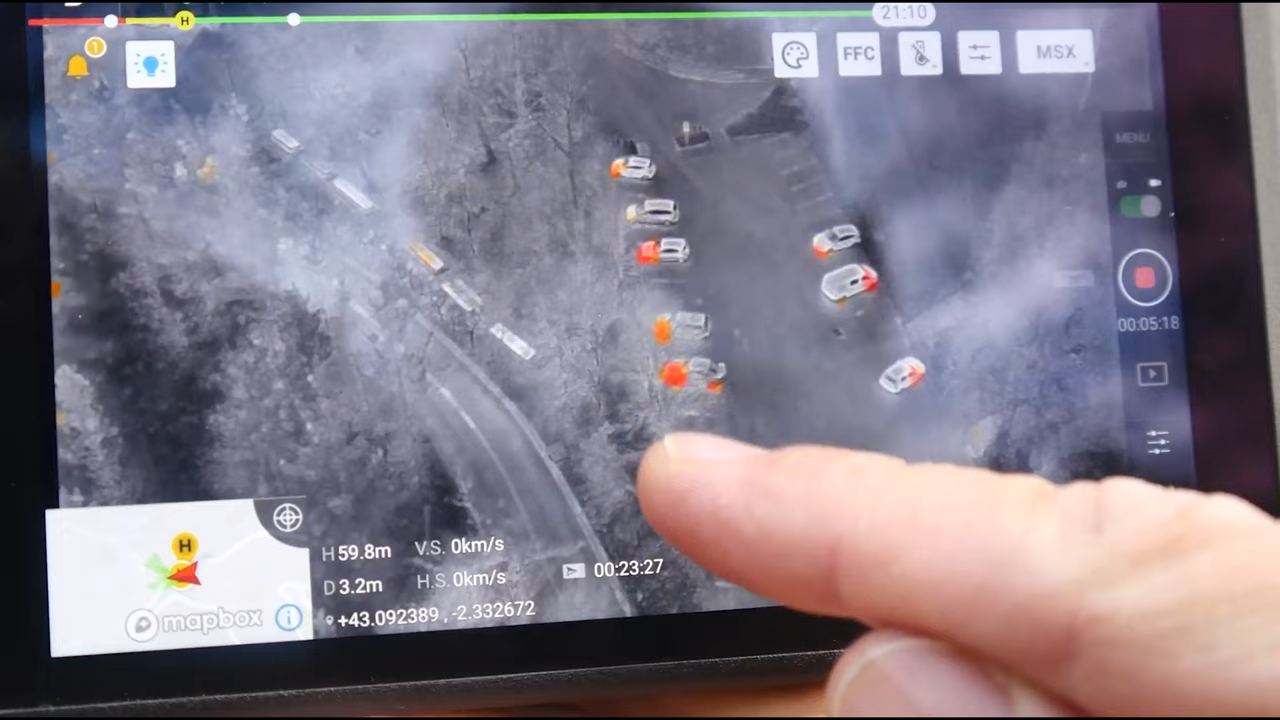 H
21:10
1
FFC
MSX
MENU
00:05:18
H
H 59.8m V.S. 0km/s
D 3.2m H.S. 0km/s
00:23:27
+43.092389 , -2.332672
mapbox
i